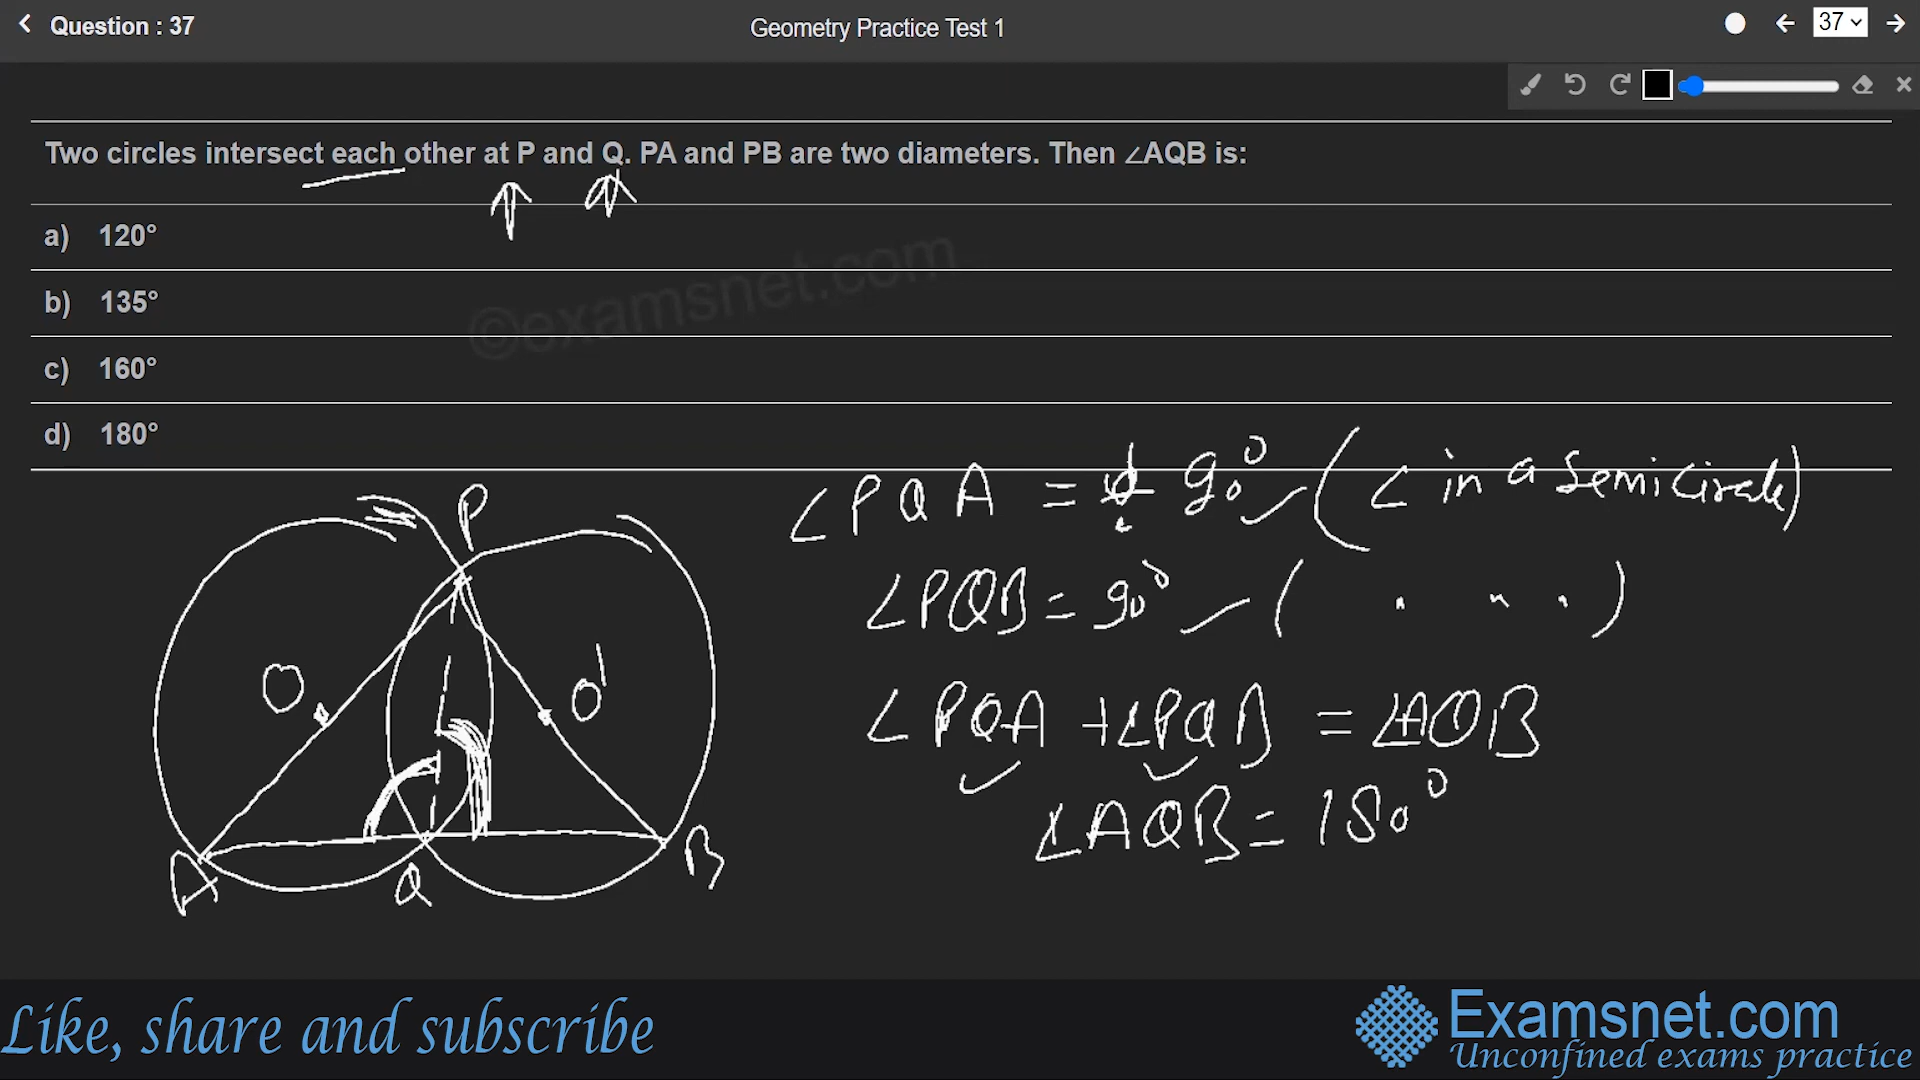 Question : 37
Geometry Practice Test 1
37
Two circles intersect each other at P and Q. PA and PB are two diameters. Then ∠AQB is:
a) 120°
b) 135°
c) 160°
d) 180°
©examsnet.com
∠PQA = 90° (∠ in a semicircle)
∠PQB = 90° ( " " " )
∠PQA + ∠PQB = ∠AQB
∠AQB = 180°
P
O
O'
A
Q
B
Like, share and subscribe
Examsnet.com
Unconfined exams practice